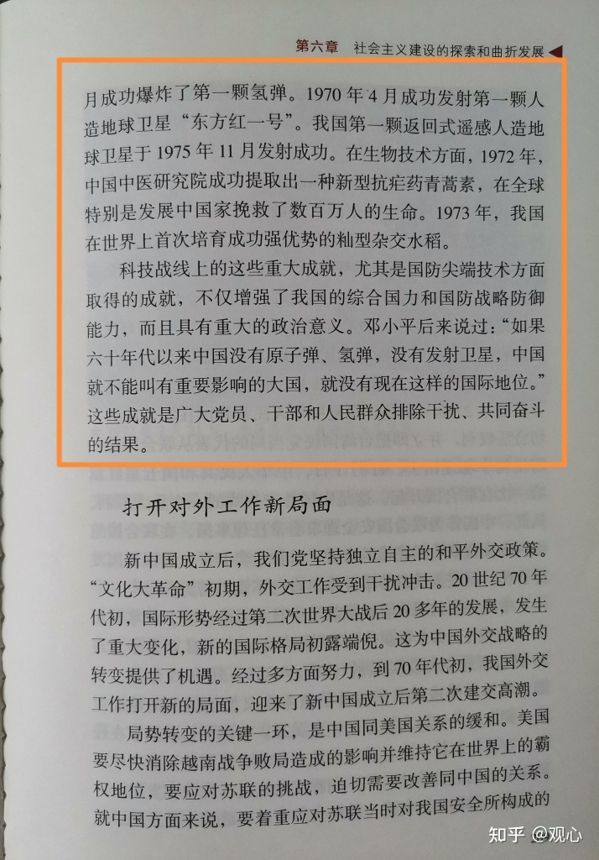 第六章 社会主义建设的探索和曲折发展
月成功爆炸了第一颗氢弹。1970 年 4 月成功发射第一颗人
造地球卫星“东方红一号”。我国第一颗返回式遥感人造地
球卫星于 1975 年 11 月发射成功。在生物技术方面，1972 年，
中国中医研究院成功提取出一种新型抗疟药青蒿素，在全球
特别是发展中国家挽救了数百万人的生命。1973 年，我国
在世界上首次培育成功强优势的籼型杂交水稻。
科技战线上的这些重大成就，尤其是国防尖端技术方面
取得的成就，不仅增强了我国的综合国力和国防战略防御
能力，而且具有重大的政治意义。邓小平后来说过：“如果
六十年代以来中国没有原子弹、氢弹，没有发射卫星，中国
就不能叫有重要影响的大国，就没有现在这样的国际地位。”
这些成就是广大党员、干部和人民群众排除干扰、共同奋斗
的结果。
打开对外工作新局面
新中国成立后，我们党坚持独立自主的和平外交政策。
“文化大革命”初期，外交工作受到干扰冲击。20 世纪 70 年
代初，国际形势经过第二次世界大战后 20 多年的发展，发生
了重大变化，新的国际格局初露端倪。这为中国外交战略的
转变提供了机遇。经过多方面努力，到 70 年代初，我国外交
工作打开新的局面，迎来了新中国成立后第二次建交高潮。
局势转变的关键一环，是中国同美国关系的缓和。美国
要尽快消除越南战争败局造成的影响并维持它在世界上的霸
权地位，要应对苏联的挑战，迫切需要改善同中国的关系。
就中国方面来说，要着重应对苏联当时对我国安全所构成的
知乎 @观心